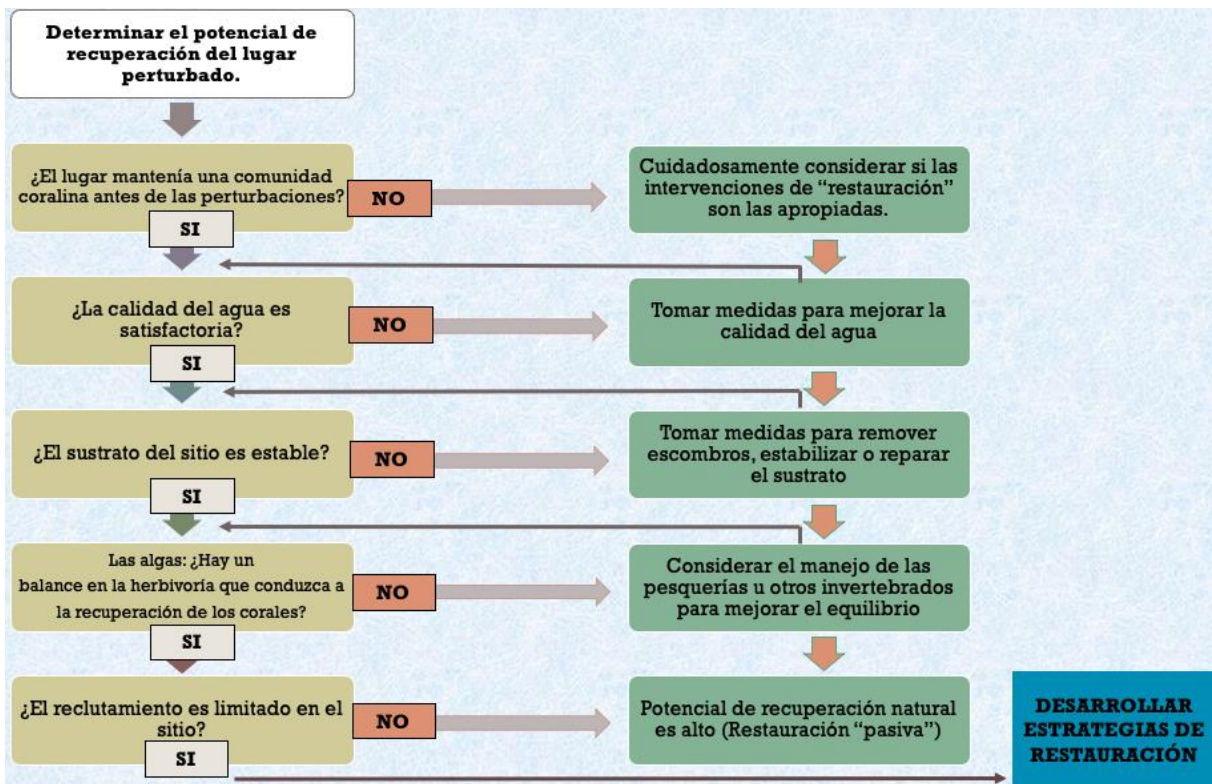 Determinar el potencial de
recuperación del lugar
perturbado.
¿El lugar mantenía una comunidad
coralina antes de las perturbaciones?
NO
SI
Cuidadosamente considerar si las
intervenciones de “restauración”
son las apropiadas.
¿La calidad del agua es
satisfactoria?
NO
SI
Tomar medidas para mejorar la
calidad del agua
¿El sustrato del sitio es estable?
NO
SI
Tomar medidas para remover
escombros, estabilizar o reparar
el sustrato
Las algas: ¿Hay un
balance en la herbivoría que conduzca a
la recuperación de los corales?
NO
SI
Considerar el manejo de las
pesquerías u otros invertebrados
para mejorar el equilibrio
¿El reclutamiento es limitado en el
sitio?
NO
SI
Potencial de recuperación natural
es alto (Restauración “pasiva”)
DESARROLLAR
ESTRATEGIAS DE
RESTAURACIÓN